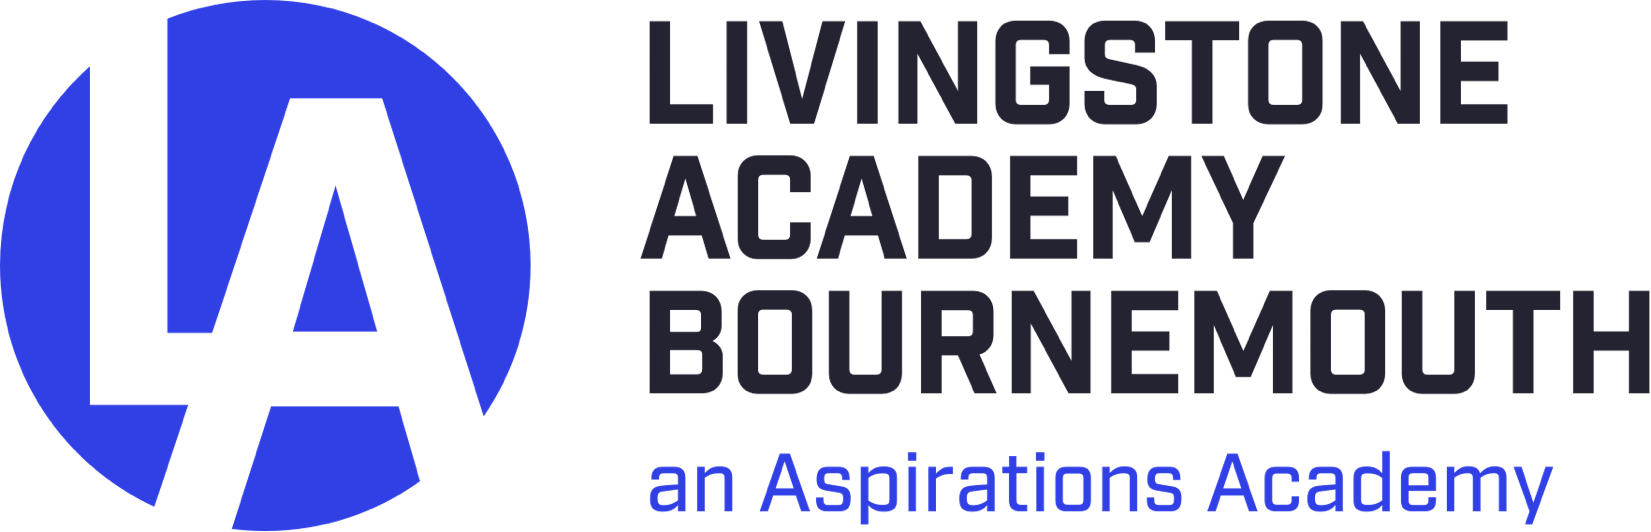 LA
LIVINGSTONE
ACADEMY
BOURNEMOUTH
an Aspirations Academy